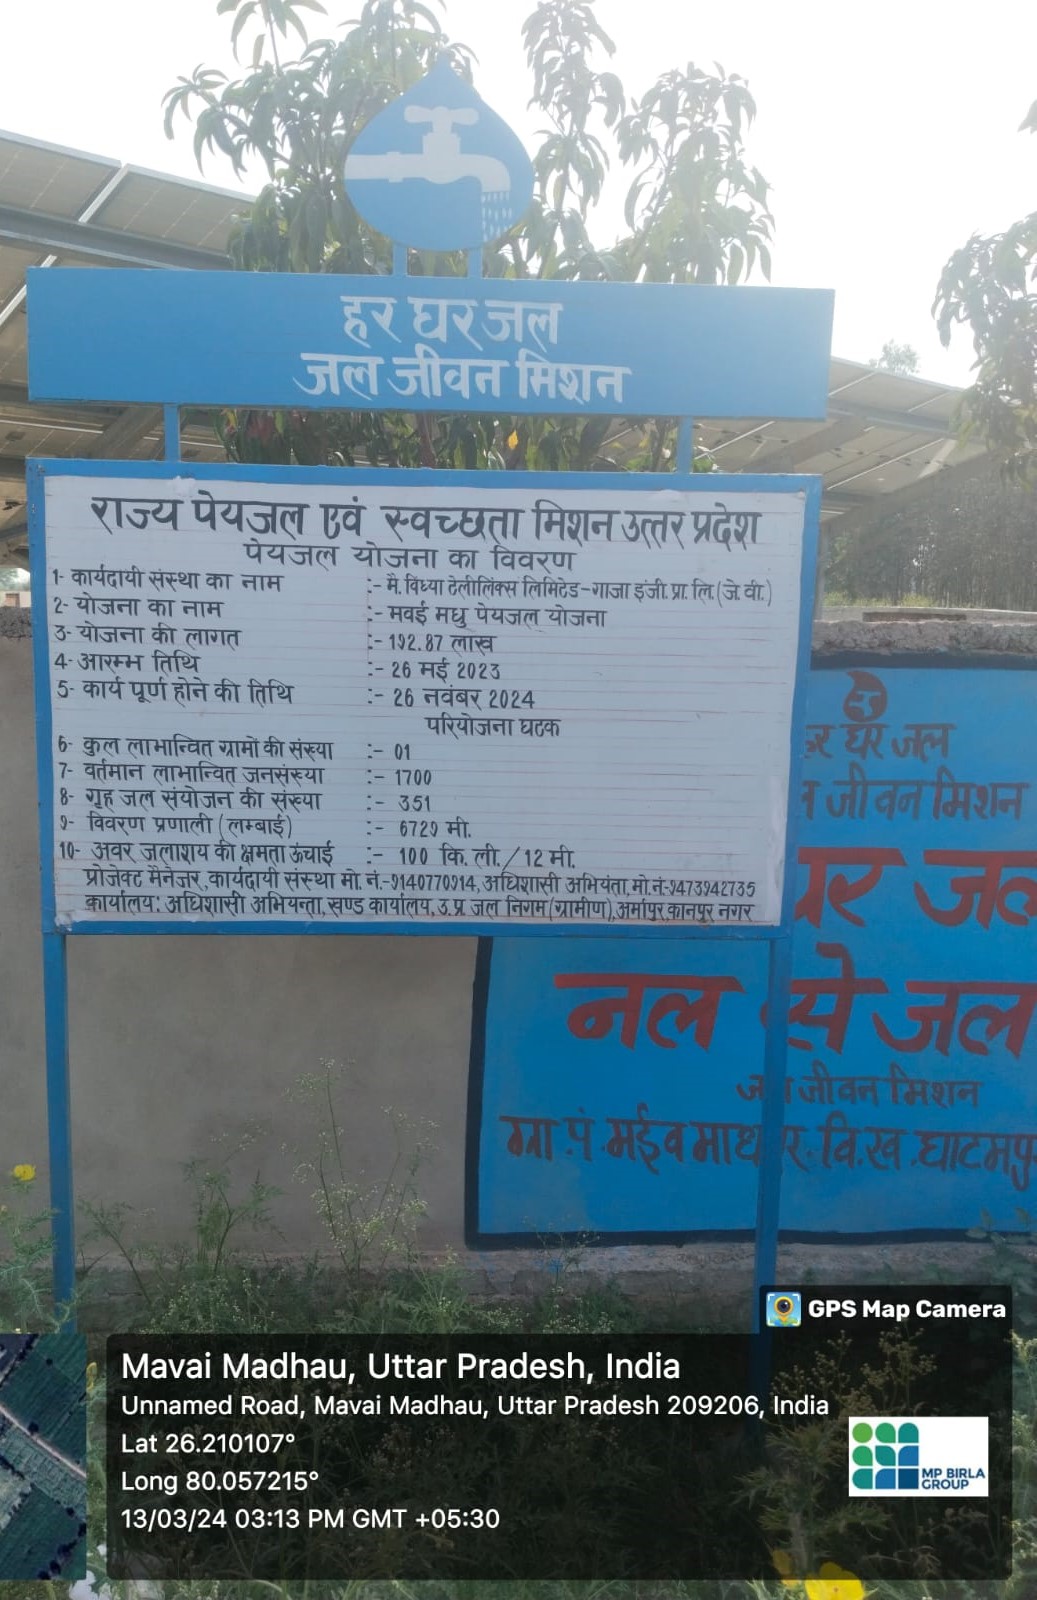 हर घर जल
जल जीवन मिशन
राज्य पेयजल एवं स्वच्छता मिशन उत्तर प्रदेश
पेयजल योजना का विवरण
1- कार्यदायी संस्था का नाम :- मै. विध्या टेलीलिंक्स लिमिटेड-गाजा इंजी. प्रा. लि. (जे. वी.)
2- योजना का नाम :- मवई मधु पेयजल योजना
3- योजना की लागत :- 192.87 लाख
4- आरम्भ तिथि :- 26 मई 2023
5- कार्य पूर्ण होने की तिथि :- 26 नवंबर 2024
परियोजना घटक
6- कुल लाभान्वित ग्रामों की संख्या :- 01
7- वर्तमान लाभान्वित जनसंख्या :- 1700
8- गृह जल संयोजन की संख्या :- 351
9- विवरण प्रणाली (लम्बाई) :- 6729 मी.
10- अवर जलाशय की क्षमता ऊंचाई :- 100 कि. ली. / 12 मी.
प्रोजेक्ट मैनेजर, कार्यदायी संस्था मो. नं.-9140770914, अधिशासी अभियंता, मो.नं-9473942735
कार्यालय: अधिशासी अभियन्ता, खण्ड कार्यालय, उ.प्र जल निगम (ग्रामीण), अर्मापुर, कानपुर नगर
घर जल
जीवन मिशन
घर जल
नल से जल
जीवन मिशन
ग्रा.पं. मईव माध र. वि.ख. घाटमपु
GPS Map Camera
Mavai Madhau, Uttar Pradesh, India
Unnamed Road, Mavai Madhau, Uttar Pradesh 209206, India
Lat 26.210107°
Long 80.057215°
13/03/24 03:13 PM GMT +05:30
MP BIRLA
GROUP